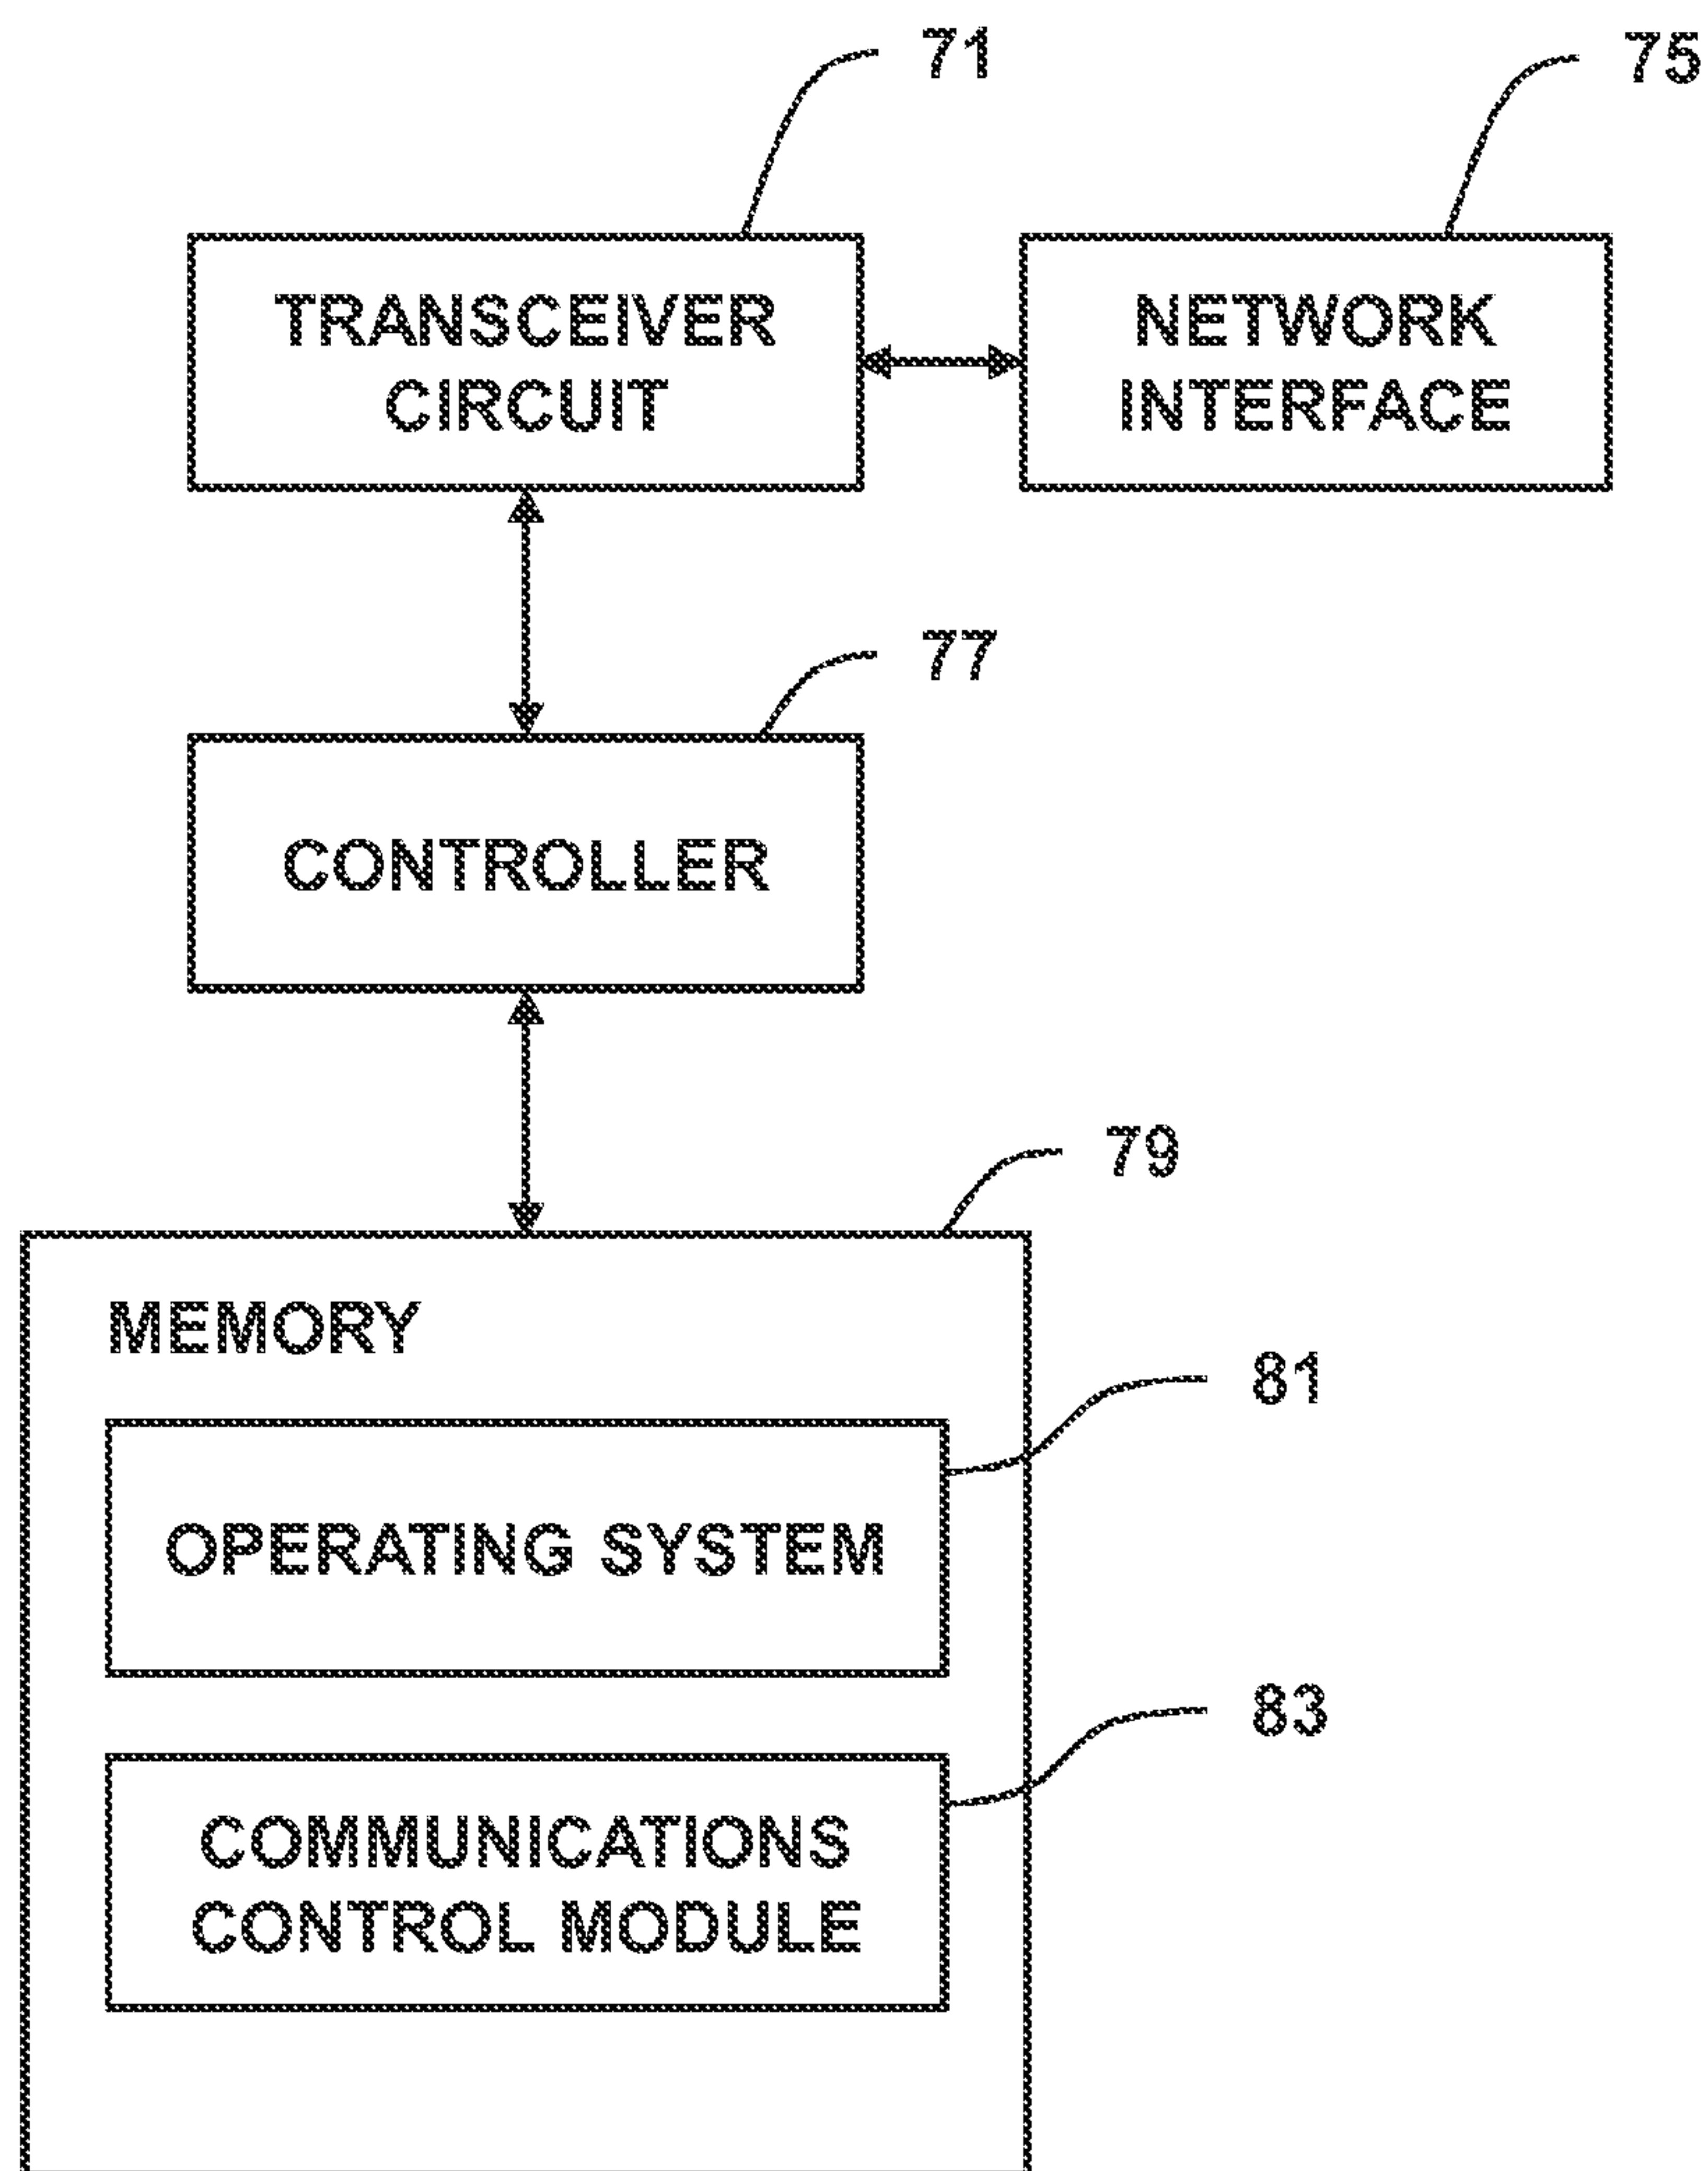 71
75
TRANSCEIVER
CIRCUIT
NETWORK
INTERFACE
77
CONTROLLER
79
MEMORY
81
OPERATING SYSTEM
83
COMMUNICATIONS
CONTROL MODULE